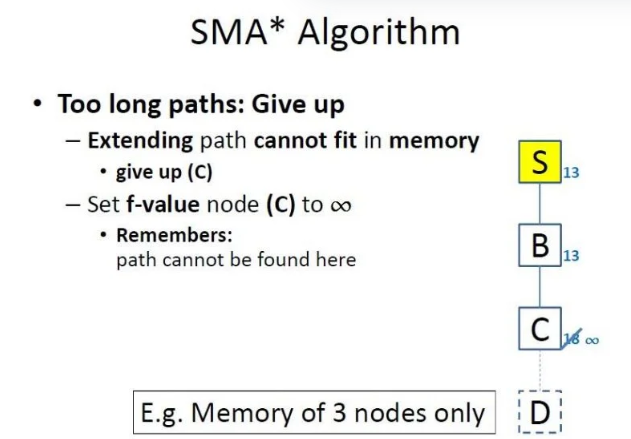 SMA* Algorithm
• Too long paths: Give up
– Extending path cannot fit in memory
• give up (C)
– Set f-value node (C) to ∞
• Remembers:
path cannot be found here
S 13
B 13
C 18 ∞
E.g. Memory of 3 nodes only
D